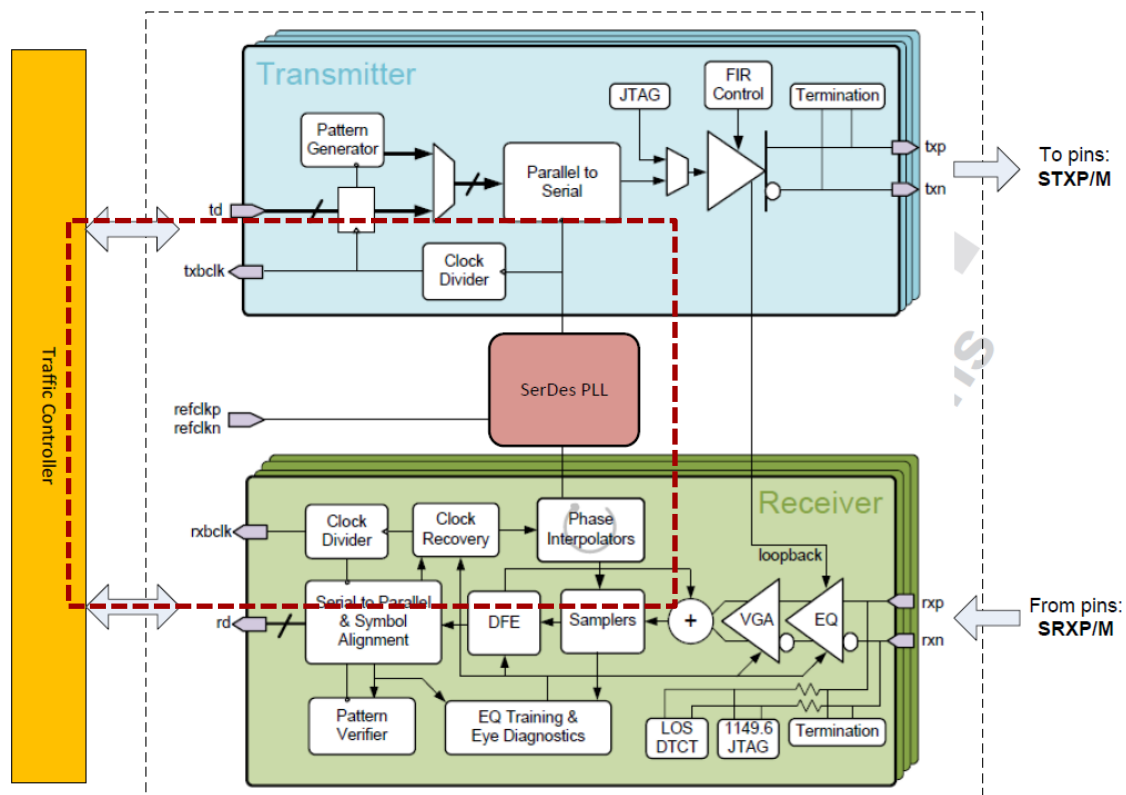 Transmitter
JTAG
FIR
Control
Termination
Pattern
Generator
Parallel to
Serial
txp
txn
To pins:
STXP/M
td
txbclk
Clock
Divider
Traffic Controller
SerDes PLL
refclkp
refclkn
Receiver
rxbclk
Clock
Divider
Clock
Recovery
Phase
Interpolators
loopback
Serial to Parallel
& Symbol
Alignment
DFE
Samplers
+
VGA
EQ
rxp
rxn
From pins:
SRXP/M
rd
Pattern
Verifier
EQ Training &
Eye Diagnostics
LOS
DTCT
1149.6
JTAG
Termination